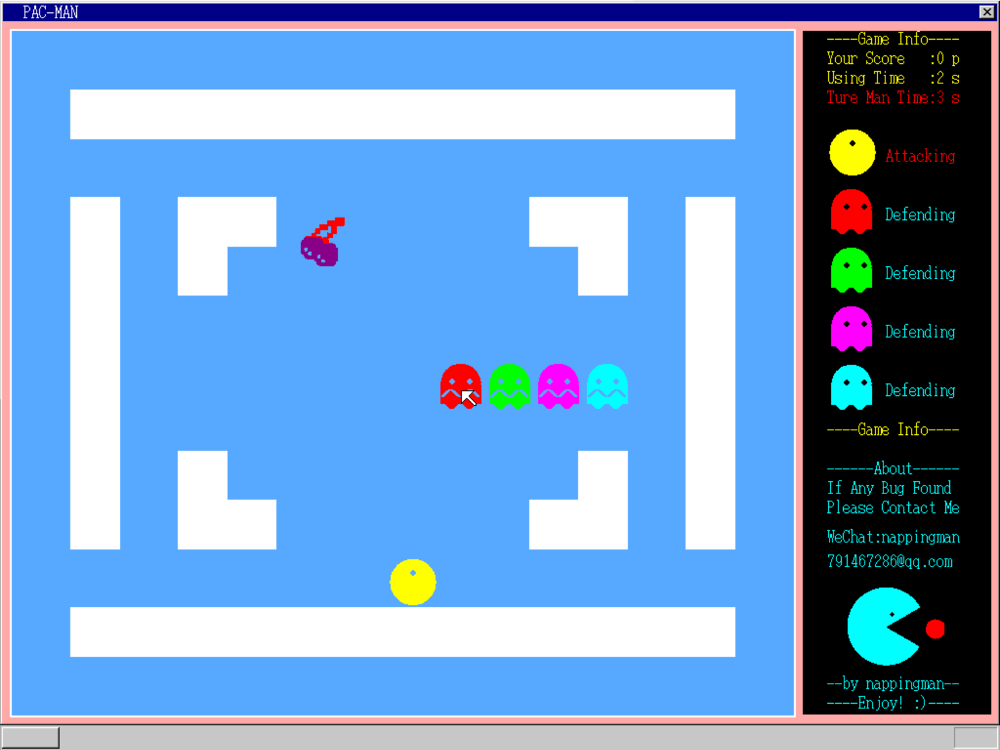 PAC-MAN
----Game Info----
Your Score :0 p
Using Time :2 s
Ture Man Time:3 s
Attacking
Defending
Defending
Defending
Defending
----Game Info----
------About------
If Any Bug Found
Please Contact Me
WeChat:nappingman
791467286@qq.com
--by nappingman--
----Enjoy! :)----